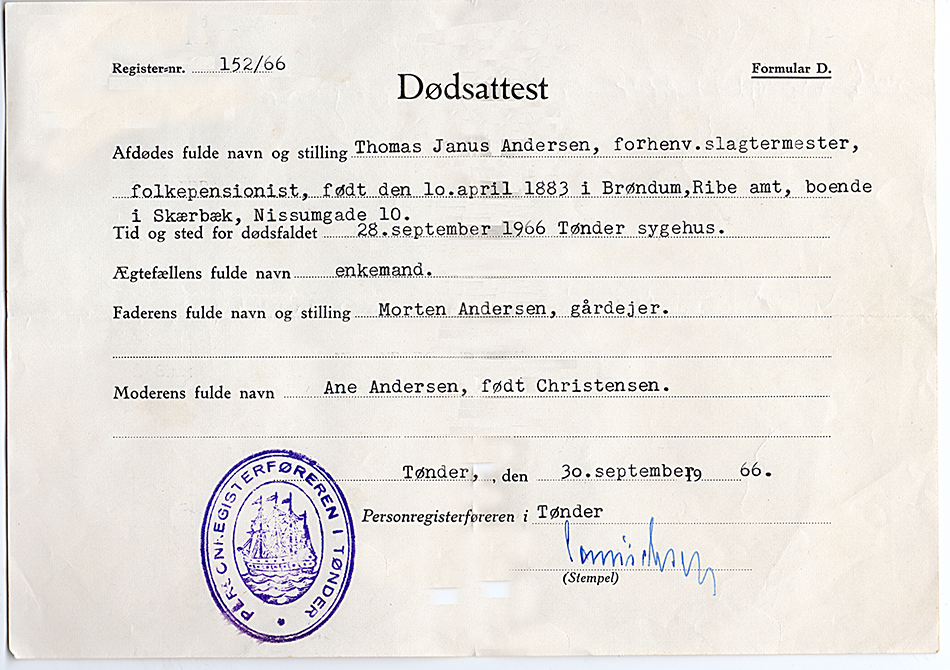 Register-nr. 152/66
Formular D.
Dødsattest
Afdødes fulde navn og stilling Thomas Janus Andersen, forhenv.slagtermester,
folkepensionist, født den 10.april 1883 i Brøndum,Ribe amt, boende
i Skærbæk, Nissumgade 10.
Tid og sted for dødsfaldet 28.september 1966 Tønder sygehus.
Ægtefællens fulde navn enkemand.
Faderens fulde navn og stilling Morten Andersen, gårdejer.
Moderens fulde navn Ane Andersen, født Christensen.
Tønder, , den 30.september19 66.
Personregisterføreren i Tønder
(Stempel)
PERSONREGISTERFØREREN I TØNDER